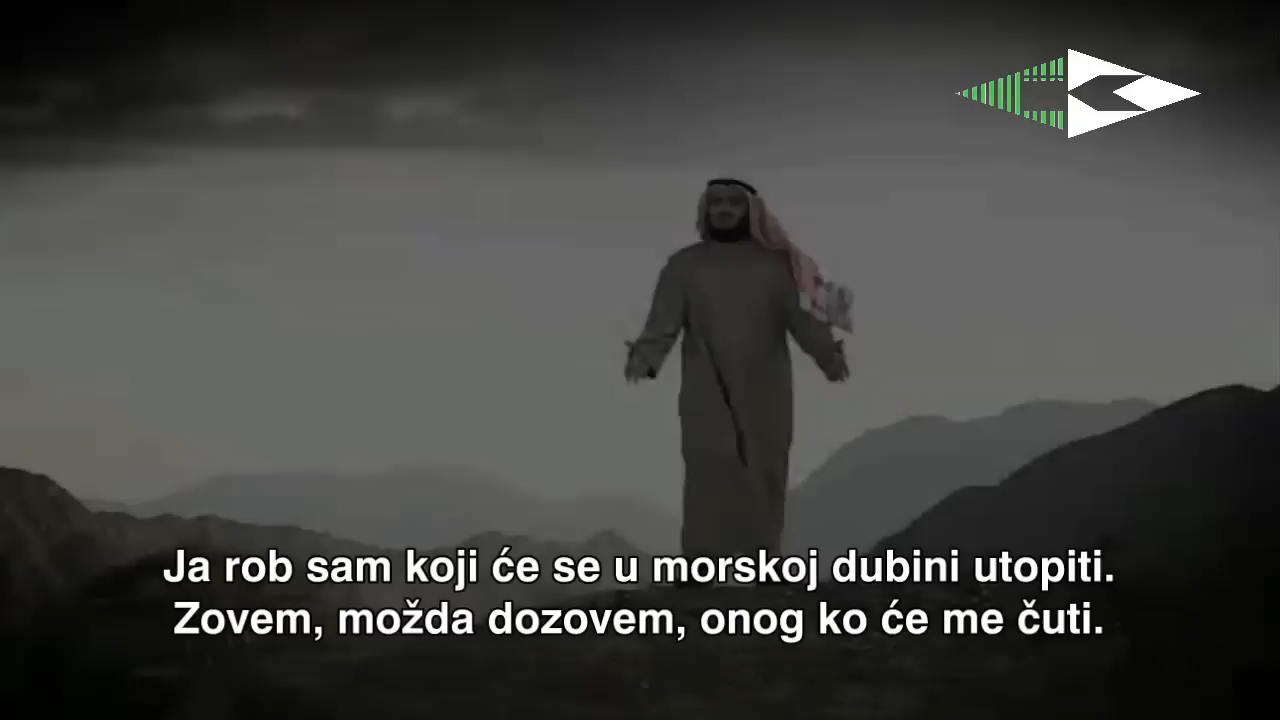 Ja rob sam koji će se u morskoj dubini utopiti.
Zovem, možda dozovem, onog ko će me čuti.